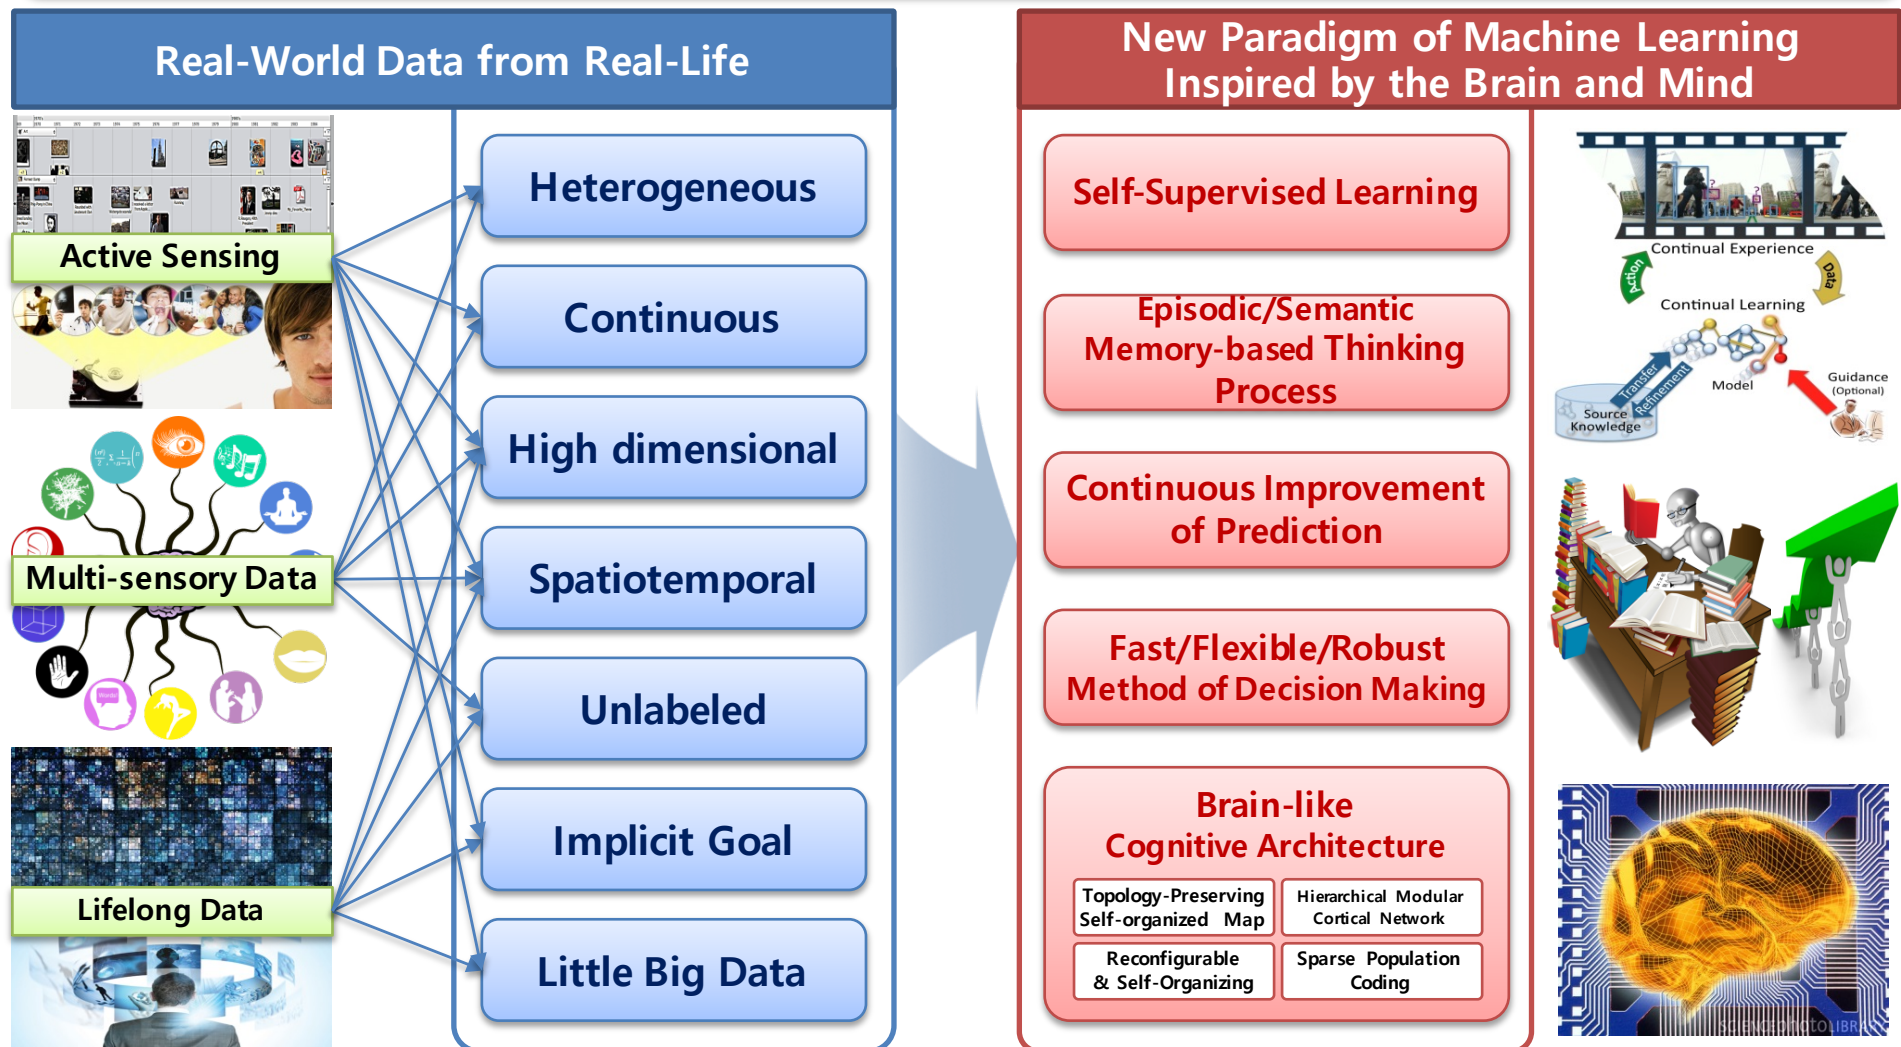 Real-World Data from Real-Life
New Paradigm of Machine Learning
Inspired by the Brain and Mind
Active Sensing
Multi-sensory Data
Words!
Lifelong Data
Heterogeneous
Continuous
High dimensional
Spatiotemporal
Unlabeled
Implicit Goal
Little Big Data
Self-Supervised Learning
Episodic/Semantic
Memory-based Thinking
Process
Continuous Improvement
of Prediction
Fast/Flexible/Robust
Method of Decision Making
Brain-like
Cognitive Architecture
Topology-Preserving
Self-organized Map
Hierarchical Modular
Cortical Network
Reconfigurable
& Self-Organizing
Sparse Population
Coding
Continual Experience
Action
Data
Continual Learning
Transfer
Refinement
Model
Guidance
(Optional)
Source
Knowledge
SCIENCEphotoLIBRARY